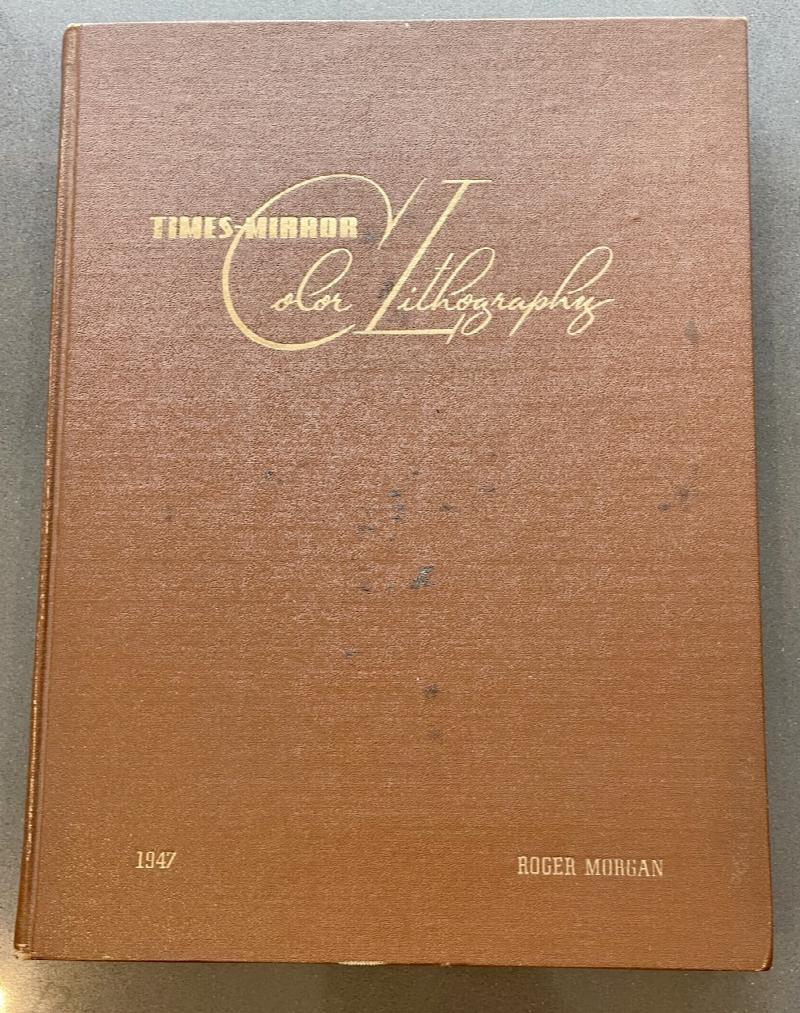 TIMES-MIRROR
Color Lithography
1947
ROGER MORGAN